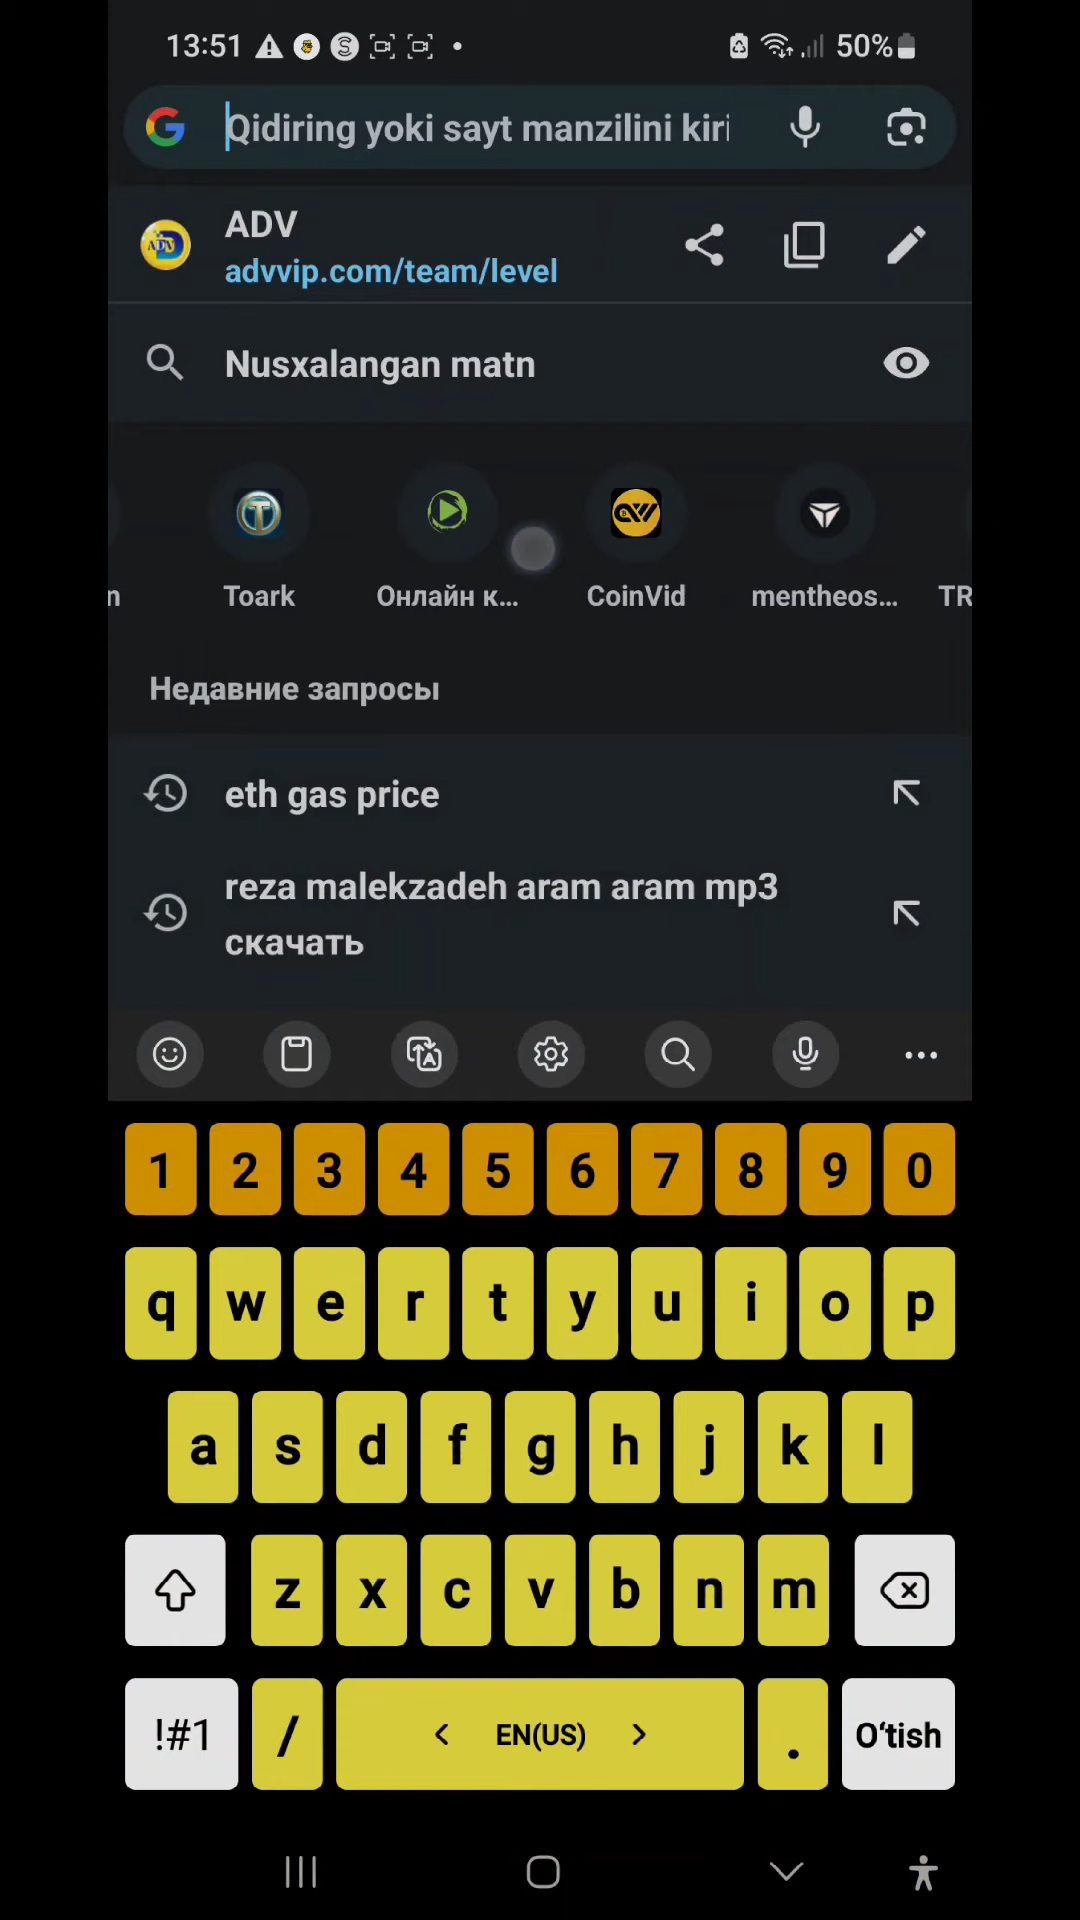 13:51 50%
Qidiring yoki sayt manzilini kiri
ADV
advvip.com/team/level
Nusxalangan matn
n Toark Онлайн к... CoinVid mentheos... TR
Недавние запросы
eth gas price
reza malekzadeh aram aram mp3
скачать
1 2 3 4 5 6 7 8 9 0
q w e r t y u i o p
a s d f g h j k l
z x c v b n m
!#1 / < EN(US) > . Oʻtish